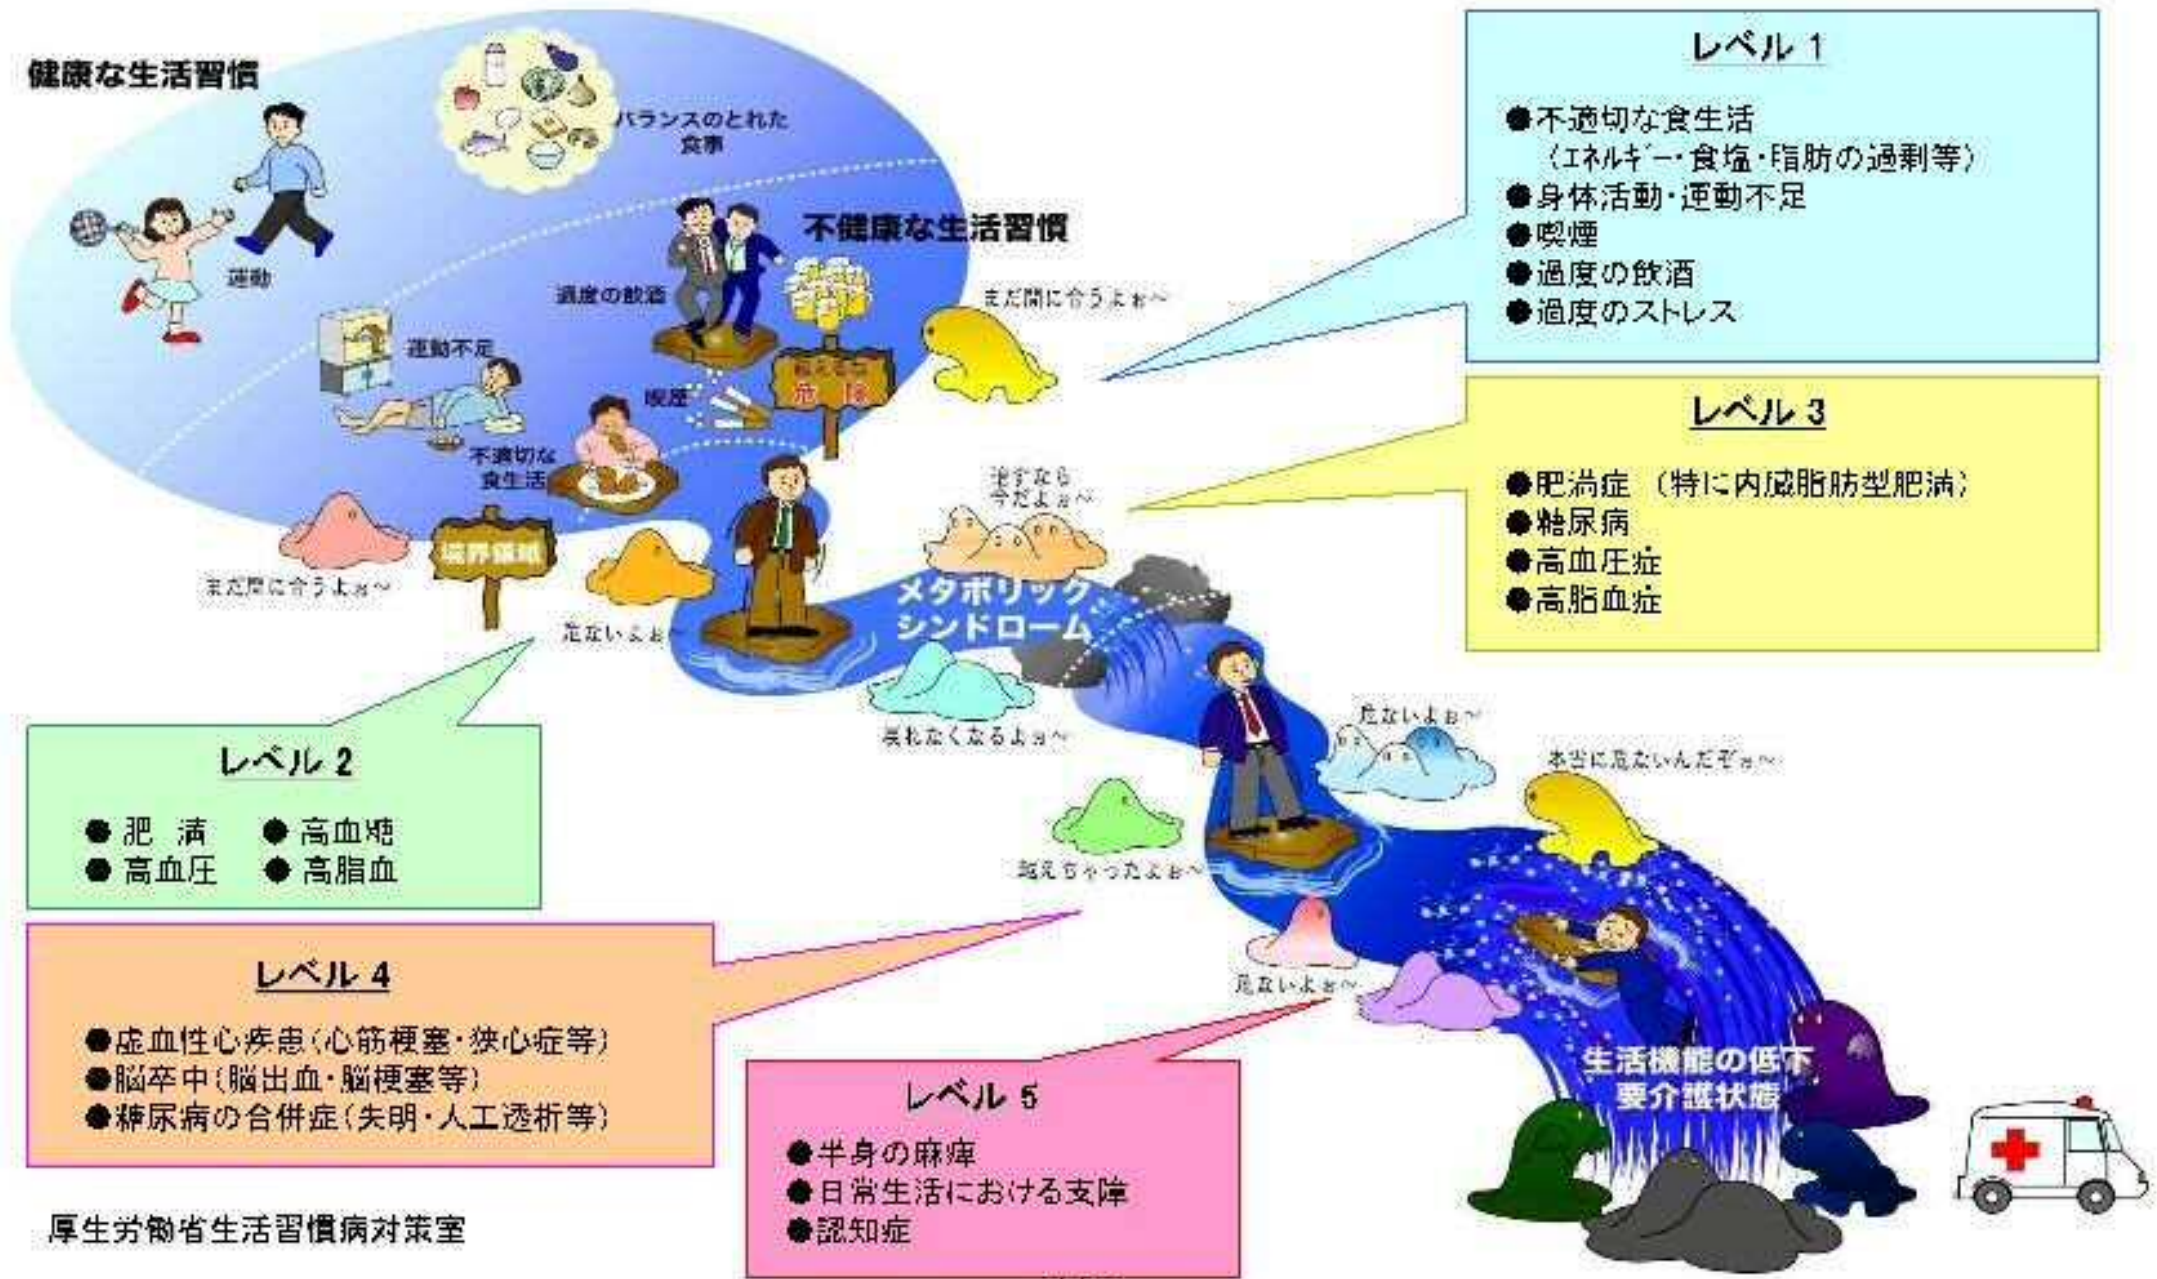 健康な生活習慣
バランスのとれた
食事
運動
不健康な生活習慣
過度の飲酒
運動不足
喫煙
不適切な
食生活
危険
境界領域
まだ間に合うよぉ～
まだ間に合うよぉ～
危ないよぉ～
治すなら
今だよぉ～
メタボリック
シンドローム
戻れなくなるよぉ～
危ないよぉ～
本当に危ないんだぞぉ～
越えちゃったよぉ～
危ないよぉ～
生活機能の低下
要介護状態
レベル 1
●不適切な食生活
（エネルギー・食塩・脂肪の過剰等）
●身体活動・運動不足
●喫煙
●過度の飲酒
●過度のストレス
レベル 2
● 肥 満 ● 高血糖
● 高血圧 ● 高脂血
レベル 3
●肥満症 （特に内臓脂肪型肥満）
●糖尿病
●高血圧症
●高脂血症
レベル 4
●虚血性心疾患（心筋梗塞・狭心症等）
●脳卒中（脳出血・脳梗塞等）
●糖尿病の合併症（失明・人工透析等）
レベル 5
●半身の麻痺
●日常生活における支障
●認知症
厚生労働省生活習慣病対策室